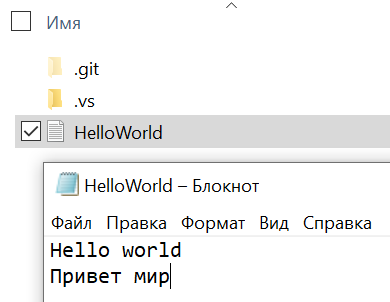 Имя
.git
.vs
HelloWorld
HelloWorld – Блокнот
Файл Правка Формат Вид Справка
Hello world
Привет мир